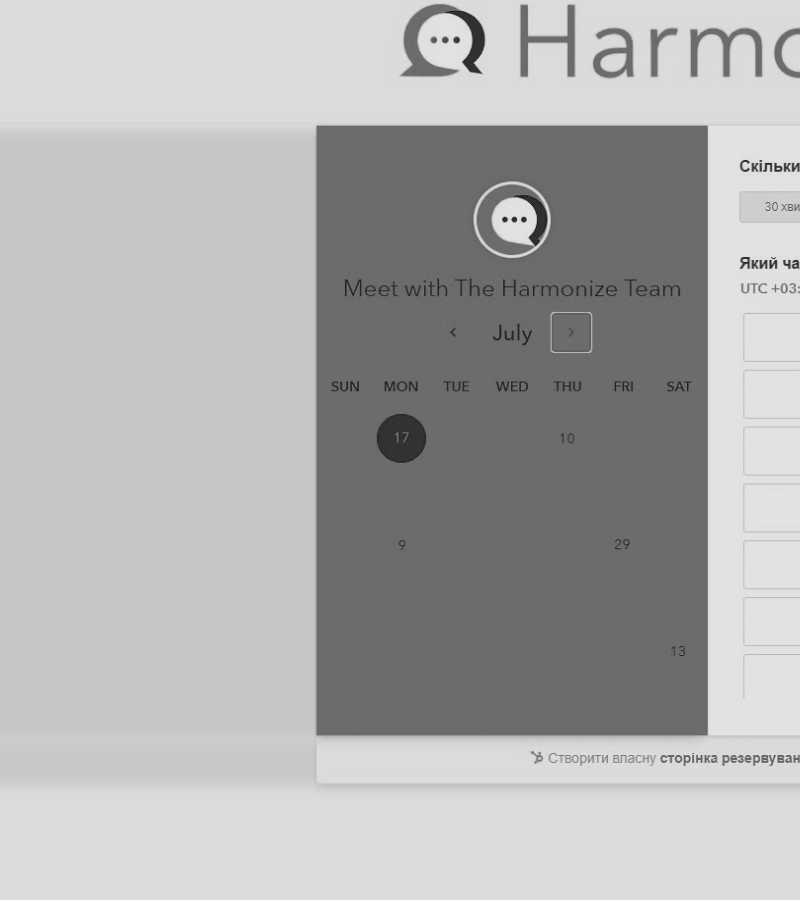 Harmo
Meet with The Harmonize Team
July
SUN MON TUE WED THU FRI SAT
17 10
9 29
13
Скільки
30 хви
Який ча
UTC +03:
Створити власну сторінка резервуван